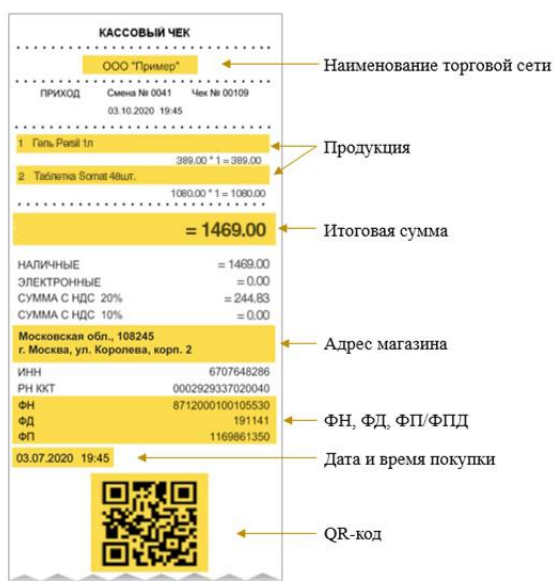 КАССОВЫЙ ЧЕК
ООО "Пример"
Наименование торговой сети
ПРИХОД Смена № 0041 Чек № 00109
03.10.2020 19:45
1 Гель Persil 1л
Продукция
389.00 * 1 = 389.00
2 Таблетка Somat 48шт.
1080.00 * 1 = 1080.00
= 1469.00
Итоговая сумма
НАЛИЧНЫЕ = 1469.00
ЭЛЕКТРОННЫЕ = 0.00
СУММА С НДС 20% = 244.83
СУММА С НДС 10% = 0.00
Московская обл., 108245
г. Москва, ул. Королева, корп. 2
Адрес магазина
ИНН 6707648286
РН ККТ 0002929337020040
ФН 8712000100105530
ФД 191141
ФН, ФД, ФП/ФПД
ФП 1169861350
03.07.2020 19:45
Дата и время покупки
QR-код